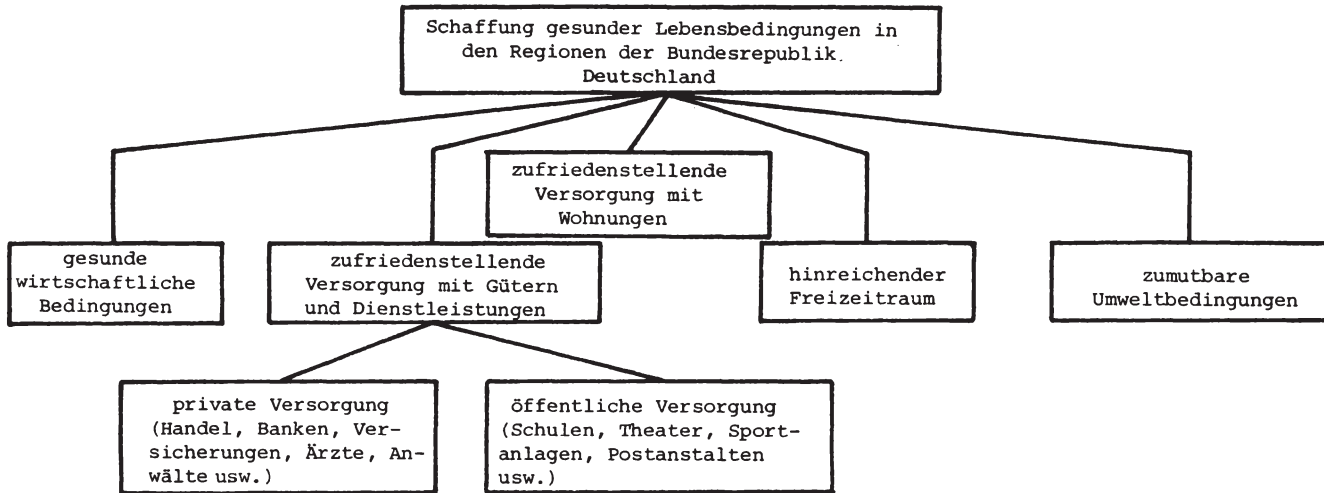 Schaffung gesunder Lebensbedingungen in
den Regionen der Bundesrepublik
Deutschland
zufriedenstellende
Versorgung mit
Wohnungen
gesunde
wirtschaftliche
Bedingungen
zufriedenstellende
Versorgung mit Gütern
und Dienstleistungen
hinreichender
Freizeitraum
zumutbare
Umweltbedingungen
private Versorgung
(Handel, Banken, Ver-
sicherungen, Ärzte, An-
wälte usw.)
öffentliche Versorgung
(Schulen, Theater, Sport-
anlagen, Postanstalten
usw.)